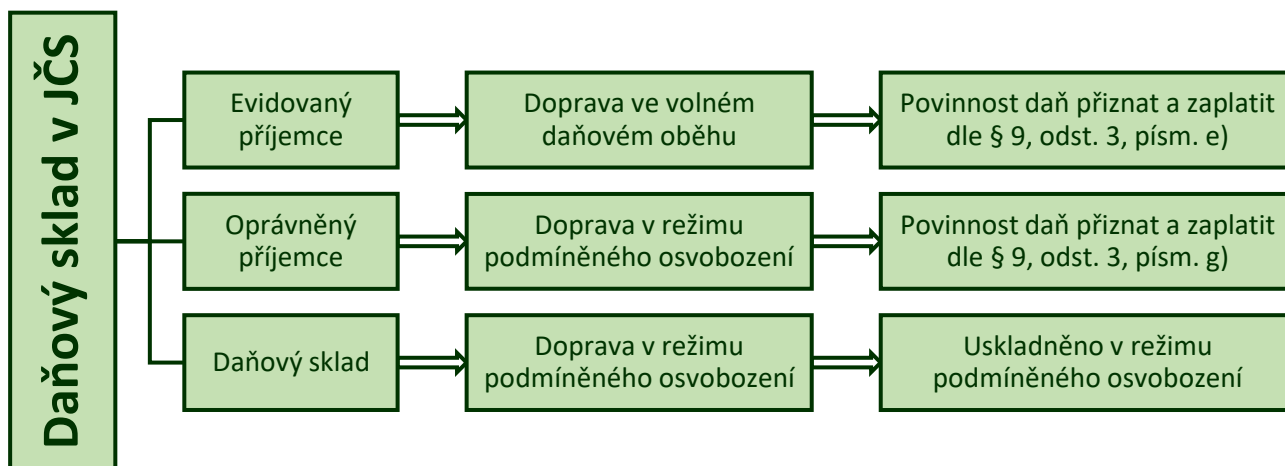 Daňový sklad v JČS
Evidovaný
příjemce
Doprava ve volném
daňovém oběhu
Povinnost daň přiznat a zaplatit
dle § 9, odst. 3, písm. e)
Oprávněný
příjemce
Doprava v režimu
podmíněného osvobození
Povinnost daň přiznat a zaplatit
dle § 9, odst. 3, písm. g)
Daňový sklad
Doprava v režimu
podmíněného osvobození
Uskladněno v režimu
podmíněného osvobození